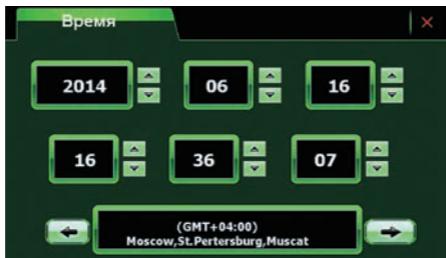 Время
2014 06 16
16 36 07
(GMT+04:00)
Moscow,St.Pertersburg,Muscat